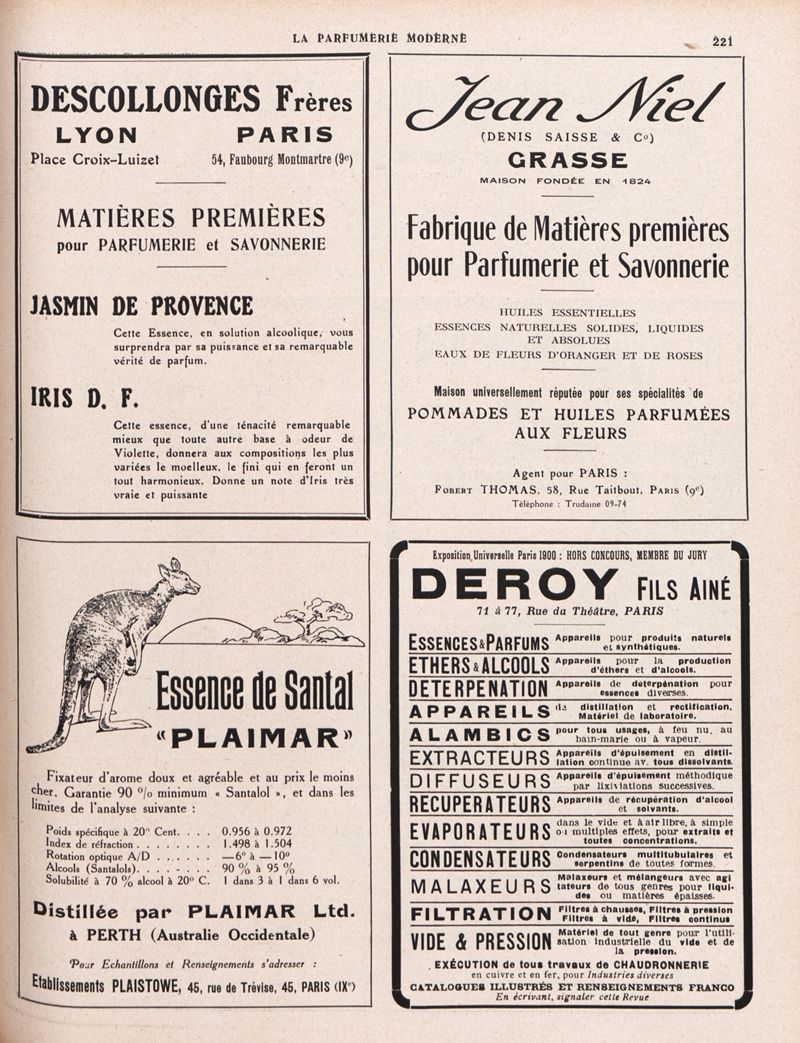 LA PARFUMERIE MODERNE
221
DESCOLLONGES Frères
LYON PARIS
Place Croix-Luizet 54, Faubourg Montmartre (9e)
MATIÈRES PREMIÈRES
pour PARFUMERIE et SAVONNERIE
JASMIN DE PROVENCE
Cette Essence, en solution alcoolique, vous
surprendra par sa puissance et sa remarquable
vérité de parfum.
IRIS D. F.
Cette essence, d'une ténacité remarquable
mieux que toute autre base à odeur de
Violette, donnera aux compositions les plus
variées le moelleux, le fini qui en feront un
tout harmonieux. Donne un note d'Iris très
vraie et puissante
Jean Niel
(DENIS SAISSE & Co)
GRASSE
MAISON FONDÉE EN 1824
Fabrique de Matières premières
pour Parfumerie et Savonnerie
HUILES ESSENTIELLES
ESSENCES NATURELLES SOLIDES, LIQUIDES
ET ABSOLUES
EAUX DE FLEURS D'ORANGER ET DE ROSES
Maison universellement réputée pour ses spécialités de
POMMADES ET HUILES PARFUMÉES
AUX FLEURS
Agent pour PARIS :
FOBERT THOMAS, 58, Rue Taitbout, PARIS (9e)
Téléphone : Trudaine 09-74
Essence de Santal
“PLAIMAR”
Fixateur d'arome doux et agréable et au prix le moins
cher. Garantie 90 % minimum « Santalol », et dans les
limites de l'analyse suivante :
Poids spécifique à 20° Cent. . . . 0.956 à 0.972
Index de réfraction . . . . . . . . 1.498 à 1.504
Rotation optique A/D . . . . . . —6° à —10°
Alcools (Santalols). . . . . . . . 90 % à 95 %
Solubilité à 70 % alcool à 20° C. 1 dans 3 à 1 dans 6 vol.
Distillée par PLAIMAR Ltd.
à PERTH (Australie Occidentale)
Pour Echantillons et Renseignements s'adresser :
Etablissements PLAISTOWE, 45, rue de Trévise, 45, PARIS (IXe)
Exposition Universelle Paris 1900 : HORS CONCOURS, MEMBRE DU JURY
DEROY FILS AINÉ
71 à 77, Rue du Théâtre, PARIS
ESSENCES & PARFUMS Appareils pour produits naturels
et synthétiques.
ETHERS & ALCOOLS Appareils pour la production
d'éthers et d'alcools.
DETERPENATION Appareils de deterpénation pour
essences diverses.
APPAREILS de distillation et rectification,
Matériel de laboratoire.
ALAMBICS pour tous usages, à feu nu, au
bain-marie ou à vapeur.
EXTRACTEURS Appareils d'épuisement en distil-
lation continue av. tous dissolvants.
DIFFUSEURS Appareils d'épuisement méthodique
par lixiviations successives.
RECUPERATEURS Appareils de récupération d'alcool
et solvants.
EVAPORATEURS dans le vide et à air libre, à simple
ou multiples effets, pour extraits et
toutes concentrations.
CONDENSATEURS Condensateurs multitubulaires et
serpentins de toutes formes.
MALAXEURS Malaxeurs et mélangeurs avec agi
tateurs de tous genres pour liqui-
des ou matières épaisses.
FILTRATION Filtres à chausses, Filtres à pression
Filtres à vide, Filtres continus
VIDE & PRESSION Matériel de tout genre pour l'utili-
sation industrielle du vide et de
la pression.
EXÉCUTION de tous travaux de CHAUDRONNERIE
en cuivre et en fer, pour Industries diverses
CATALOGUES ILLUSTRÉS ET RENSEIGNEMENTS FRANCO
En écrivant, signaler cette Revue